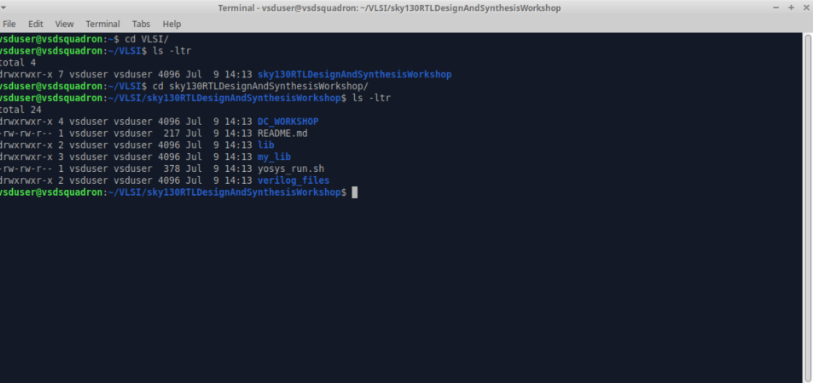 Terminal - vsduser@vsdsquadron: ~/VLSI/sky130RTLDesignAndSynthesisWorkshop
File Edit View Terminal Tabs Help
vsduser@vsdsquadron:~$ cd VLSI/
vsduser@vsdsquadron:~/VLSI$ ls -ltr
total 4
drwxrwxr-x 7 vsduser vsduser 4096 Jul  9 14:13 sky130RTLDesignAndSynthesisWorkshop
vsduser@vsdsquadron:~/VLSI$ cd sky130RTLDesignAndSynthesisWorkshop/
vsduser@vsdsquadron:~/VLSI/sky130RTLDesignAndSynthesisWorkshop$ ls -ltr
total 24
drwxrwxr-x 4 vsduser vsduser 4096 Jul  9 14:13 DC_WORKSHOP
-rw-rw-r-- 1 vsduser vsduser  217 Jul  9 14:13 README.md
drwxrwxr-x 2 vsduser vsduser 4096 Jul  9 14:13 lib
drwxrwxr-x 3 vsduser vsduser 4096 Jul  9 14:13 my_lib
-rw-rw-r-- 1 vsduser vsduser  378 Jul  9 14:13 yosys_run.sh
drwxrwxr-x 2 vsduser vsduser 4096 Jul  9 14:13 verilog_files
vsduser@vsdsquadron:~/VLSI/sky130RTLDesignAndSynthesisWorkshop$